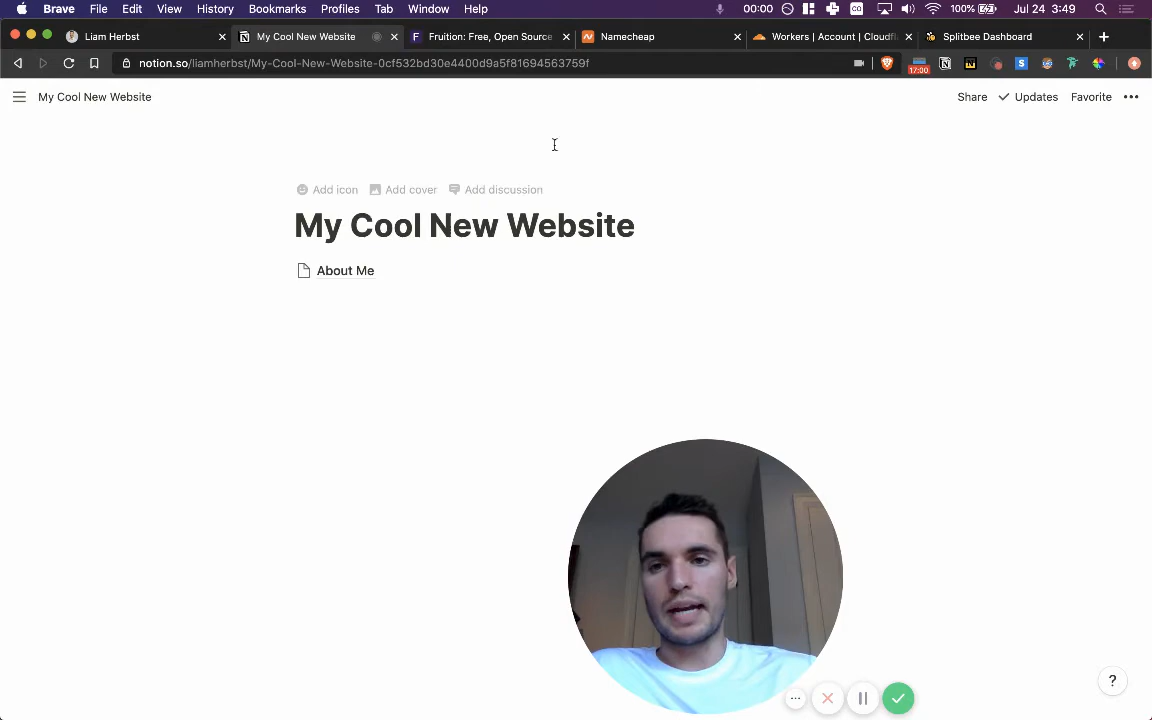 Brave File Edit View History Bookmarks Profiles Tab Window Help 00:00 100% Jul 24 3:49
Liam Herbst My Cool New Website Fruition: Free, Open Source Namecheap Workers | Account | Cloudfl Splitbee Dashboard
notion.so/liamherbst/My-Cool-New-Website-0cf532bd30e4400d9a5f81694563759f 17:00
My Cool New Website Share Updates Favorite •••
Add icon Add cover Add discussion
My Cool New Website
About Me
?